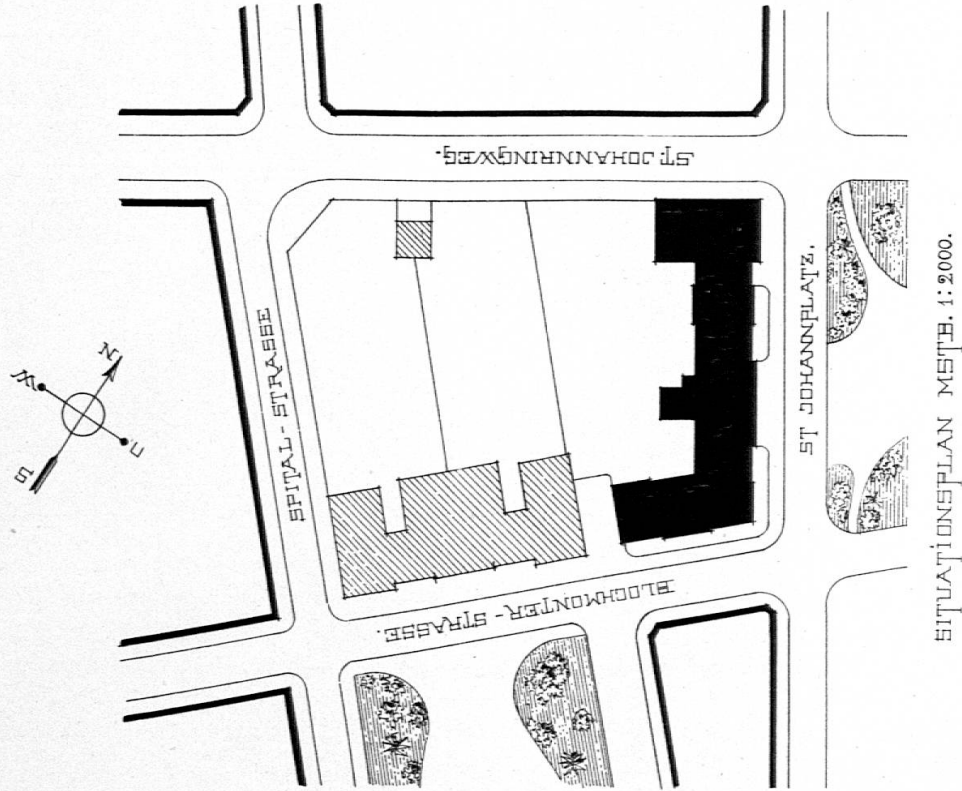 ST. JOHANNRINGWEG.
SPITAL - STRASSE
ST JOHANNPLATZ.
BLOCHMONTER - STRASSE.
N
W
S
SITUATIONSPLAN MSTB. 1:2000.